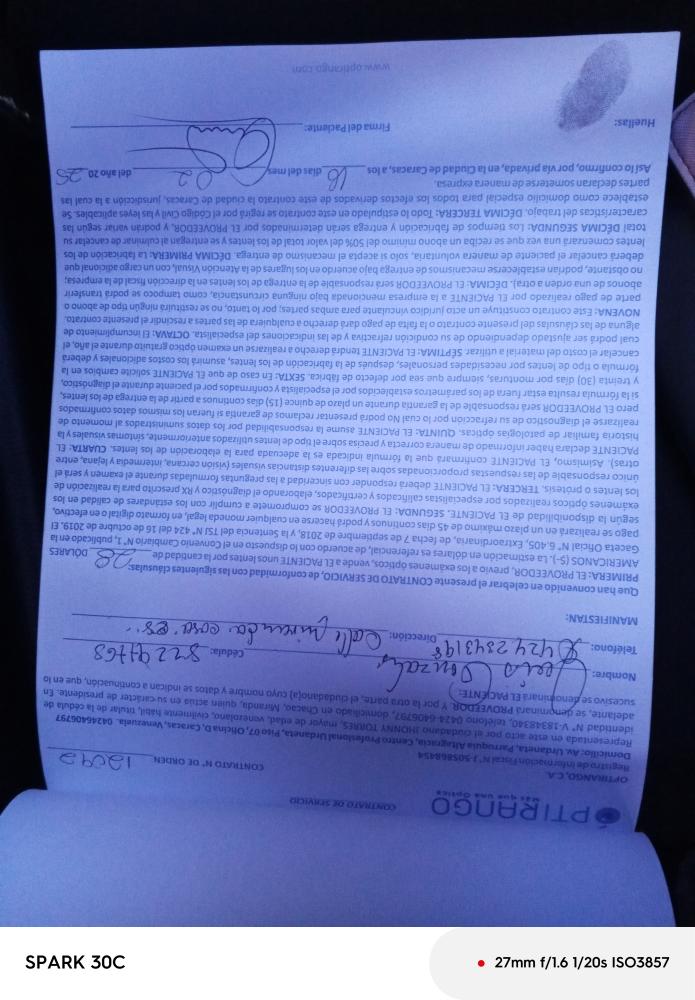 OPTIRANGO
Más que una Óptica
CONTRATO DE SERVICIO
CONTRATO N° DE ORDEN 12042
OPTIRANGO, C.A.
Registro de Información Fiscal N° J-505868454
Domicilio: Av. Urdaneta, Parroquia Altagracia, Centro Profesional Urdaneta, Piso 07, Oficina D, Caracas, Venezuela. 04246406797
Representada en este acto por el ciudadano JHONNY TORRES, mayor de edad, venezolano, civilmente hábil, titular de la cédula de
identidad N° V-18348340, teléfono 0424-6406797, domiciliado en Chacao, Miranda, quien actúa en su carácter de presidente. En
adelante, se denominará PROVEEDOR. Y por la otra parte, el ciudadano(a) cuyo nombre y datos se indican a continuación, que en lo
sucesivo se denominará EL PACIENTE:
Nombre: Cédula: 8229768
Teléfono: 0424 2343148 Dirección: Calle miranda casa
MANIFIESTAN:
Que han convenido en celebrar el presente CONTRATO DE SERVICIO, de conformidad con las siguientes cláusulas:
PRIMERA: EL PROVEEDOR, previo a los exámenes ópticos, vende a EL PACIENTE unos lentes por la cantidad de 28 DÓLARES
AMERICANOS ($-). La estimación en dólares es referencial, de acuerdo con lo dispuesto en el Convenio Cambiario N° 1, publicado en la
Gaceta Oficial N° 6.405, Extraordinaria, de fecha 7 de septiembre de 2018, y la Sentencia del TSJ N° 424 del 16 de octubre de 2019. El
pago se realizara en un plazo máximo de 45 días continuos y podrá hacerse en cualquier moneda legal, en formato digital o en efectivo,
según la disponibilidad de EL PACIENTE. SEGUNDA: EL PROVEEDOR se compromete a cumplir con los estándares de calidad en los
exámenes ópticos realizados por especialistas calificados y certificados, elaborando el diagnóstico y RX prescrito para la realización de
los lentes o prótesis. TERCERA: EL PACIENTE deberá responder con sinceridad a las preguntas formuladas durante el examen y será el
único responsable de las respuestas proporcionadas sobre las diferentes distancias visuales (visión cercana, intermedia y lejana, entre
otras). Asimismo, EL PACIENTE confirmará que la fórmula indicada es la adecuada para la elaboración de los lentes. CUARTA: EL
PACIENTE declara haber informado de manera correcta y precisa sobre el tipo de lentes utilizados anteriormente, síntomas visuales y la
historia familiar de patologías ópticas. QUINTA: EL PACIENTE asume la responsabilidad por los datos suministrados al momento de
realizarse el diagnóstico de su refracción por lo cual No podrá presentar reclamos de garantía si fueran los mismos datos confirmados
pero EL PROVEEDOR será responsable de la garantía durante un plazo de quince (15) días continuos a partir de la entrega de los lentes,
y treinta (30) días por monturas, siempre que sea por defecto de fábrica. SEXTA: En caso de que EL PACIENTE solicite cambios en la
si la fórmula resulta estar fuera de los parámetros establecidos por el especialista y confirmados por el paciente durante el diagnóstico,
fórmula o tipo de lentes por necesidades personales, después de la fabricación de los lentes, asumirá los costos adicionales y deberá
cancelar el costo del material a utilizar. SÉPTIMA: EL PACIENTE tendrá derecho a realizarse un examen óptico gratuito durante el año, el
cual podrá ser ajustado dependiendo de su condición refractiva y de las indicaciones del especialista. OCTAVA: El incumplimiento de
alguna de las cláusulas del presente contrato o la falta de pago dará derecho a cualquiera de las partes a rescindir el presente contrato.
NOVENA: Este contrato constituye un acto jurídico vinculante para ambas partes, por lo tanto, no se restituirá ningún tipo de abono o
parte de pago realizado por EL PACIENTE a la empresa mencionada bajo ninguna circunstancia, como tampoco se podrá transferir
abonos de una orden a otra). DÉCIMA: EL PROVEEDOR será responsable de la entrega de los lentes en la dirección fiscal de la empresa;
no obstante, podrían establecerse mecanismos de entrega bajo acuerdo en los lugares de la Atención Visual, con un cargo adicional que
deberá cancelar el paciente de manera voluntaria, solo si acepta el mecanismo de entrega. DÉCIMA PRIMERA: La fabricación de los
lentes comenzará una vez que se reciba un abono mínimo del 50% del valor total de los lentes y se entregan al culminar de cancelar su
total DÉCIMA SEGUNDA: Los tiempos de fabricación y entrega serán determinados por EL PROVEEDOR, y podrán variar según las
características del trabajo. DÉCIMA TERCERA: Todo lo estipulado en este contrato se regirá por el Código Civil y las leyes aplicables. Se
establece como domicilio especial para todos los efectos derivados de este contrato la ciudad de Caracas, jurisdicción a la cual las
partes declaran someterse de manera expresa.
Así lo confirmo, por vía privada, en la Ciudad de Caracas, a los 16 días del mes 02 del año 20 25
Huellas: Firma del Paciente:
www.optirango.com
SPARK 30C
27mm f/1.6 1/20s ISO3857